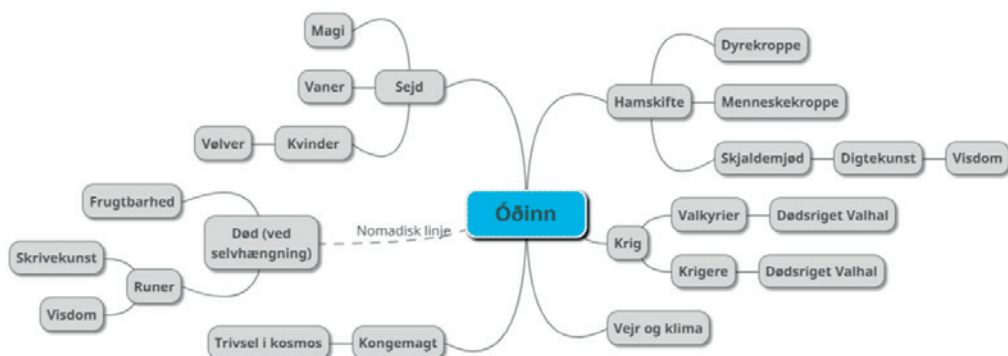 Magi
Vaner
Sejd
Vølver
Kvinder
Frugtbarhed
Død (ved
selvhængning)
Nomadisk linje
Skrivekunst
Runer
Visdom
Trivsel i kosmos
Kongemagt
Óðinn
Dyrekroppe
Hamskifte
Menneskekroppe
Skjaldemjød
Digtekunst
Visdom
Valkyrier
Dødsriget Valhal
Krig
Krigere
Dødsriget Valhal
Vejr og klima